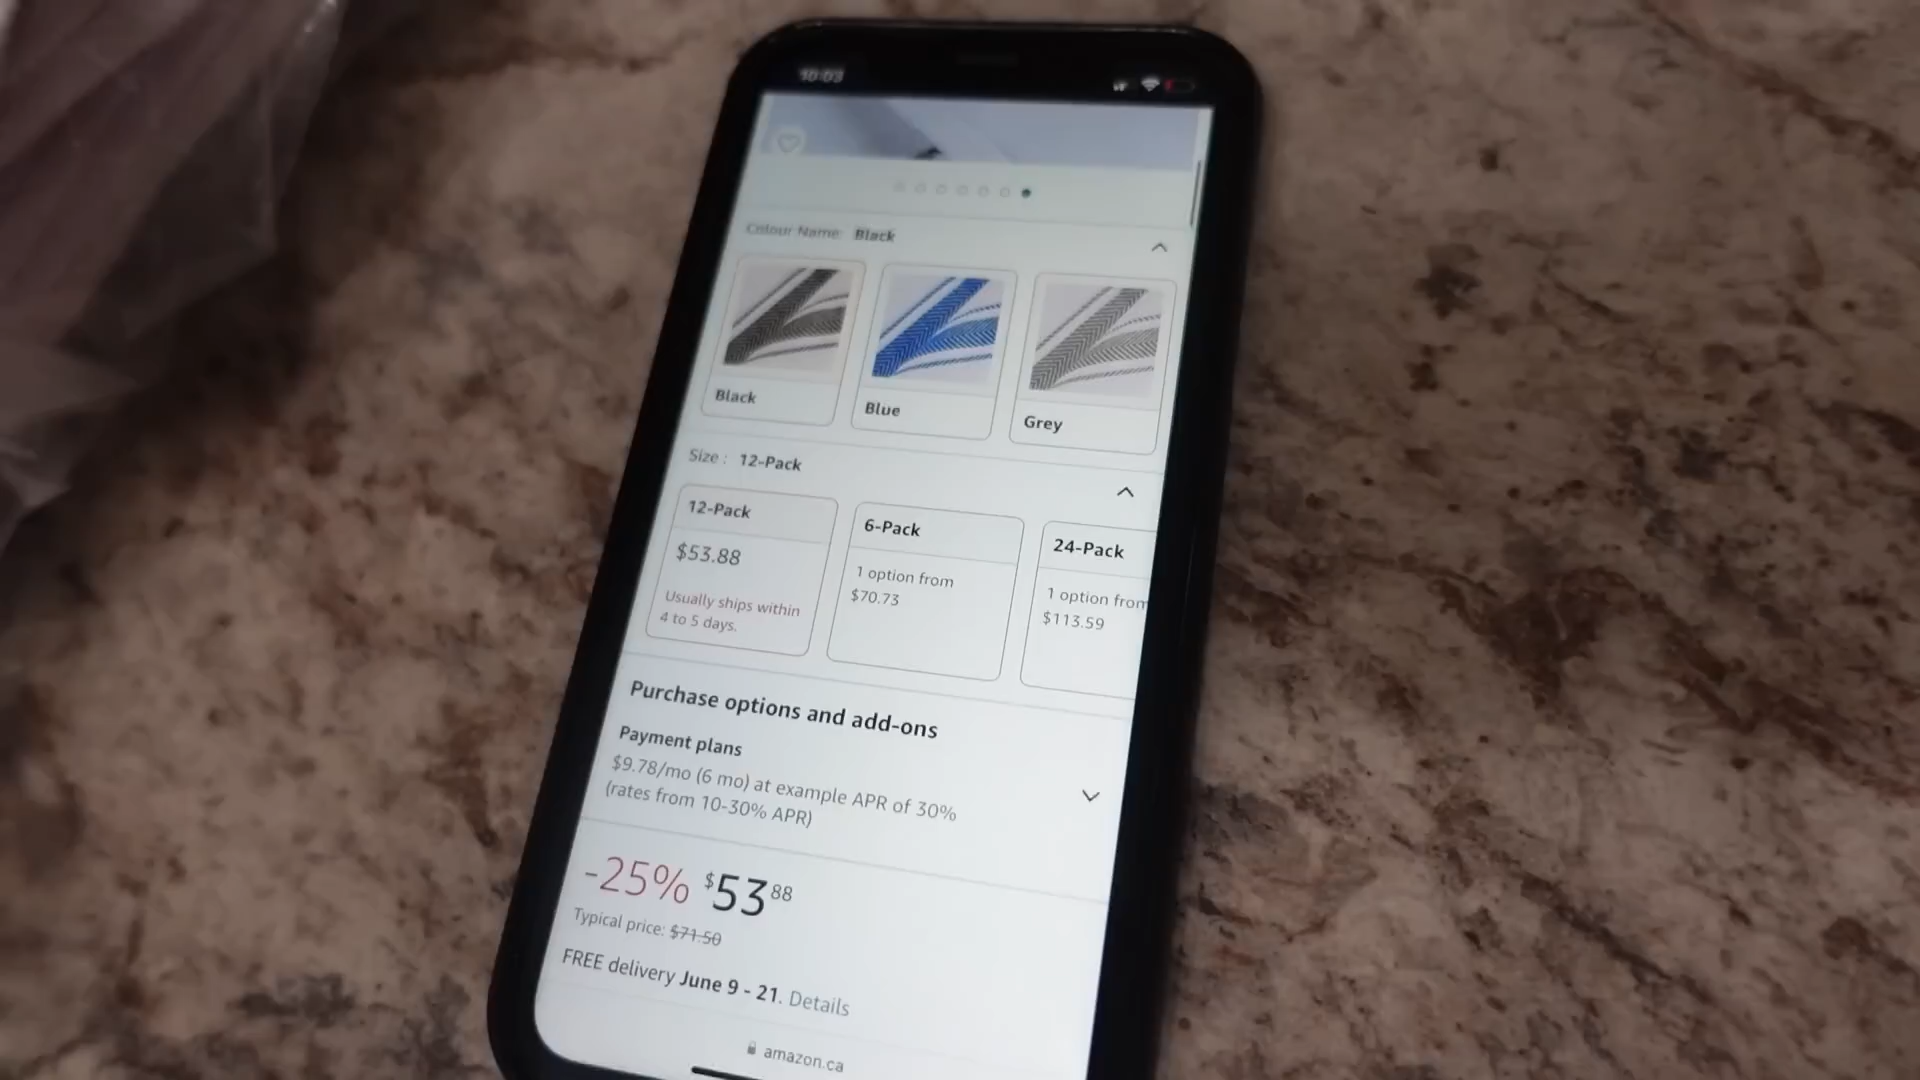 10:03
Colour Name: Black
Black
Blue
Grey
Size: 12-Pack
12-Pack
$53.88
Usually ships within
4 to 5 days.
6-Pack
1 option from
$70.73
24-Pack
1 option from
$113.59
Purchase options and add-ons
Payment plans
$9.78/mo (6 mo) at example APR of 30%
(rates from 10-30% APR)
-25% $53 88
Typical price: $71.50
FREE delivery June 9 - 21. Details
amazon.ca